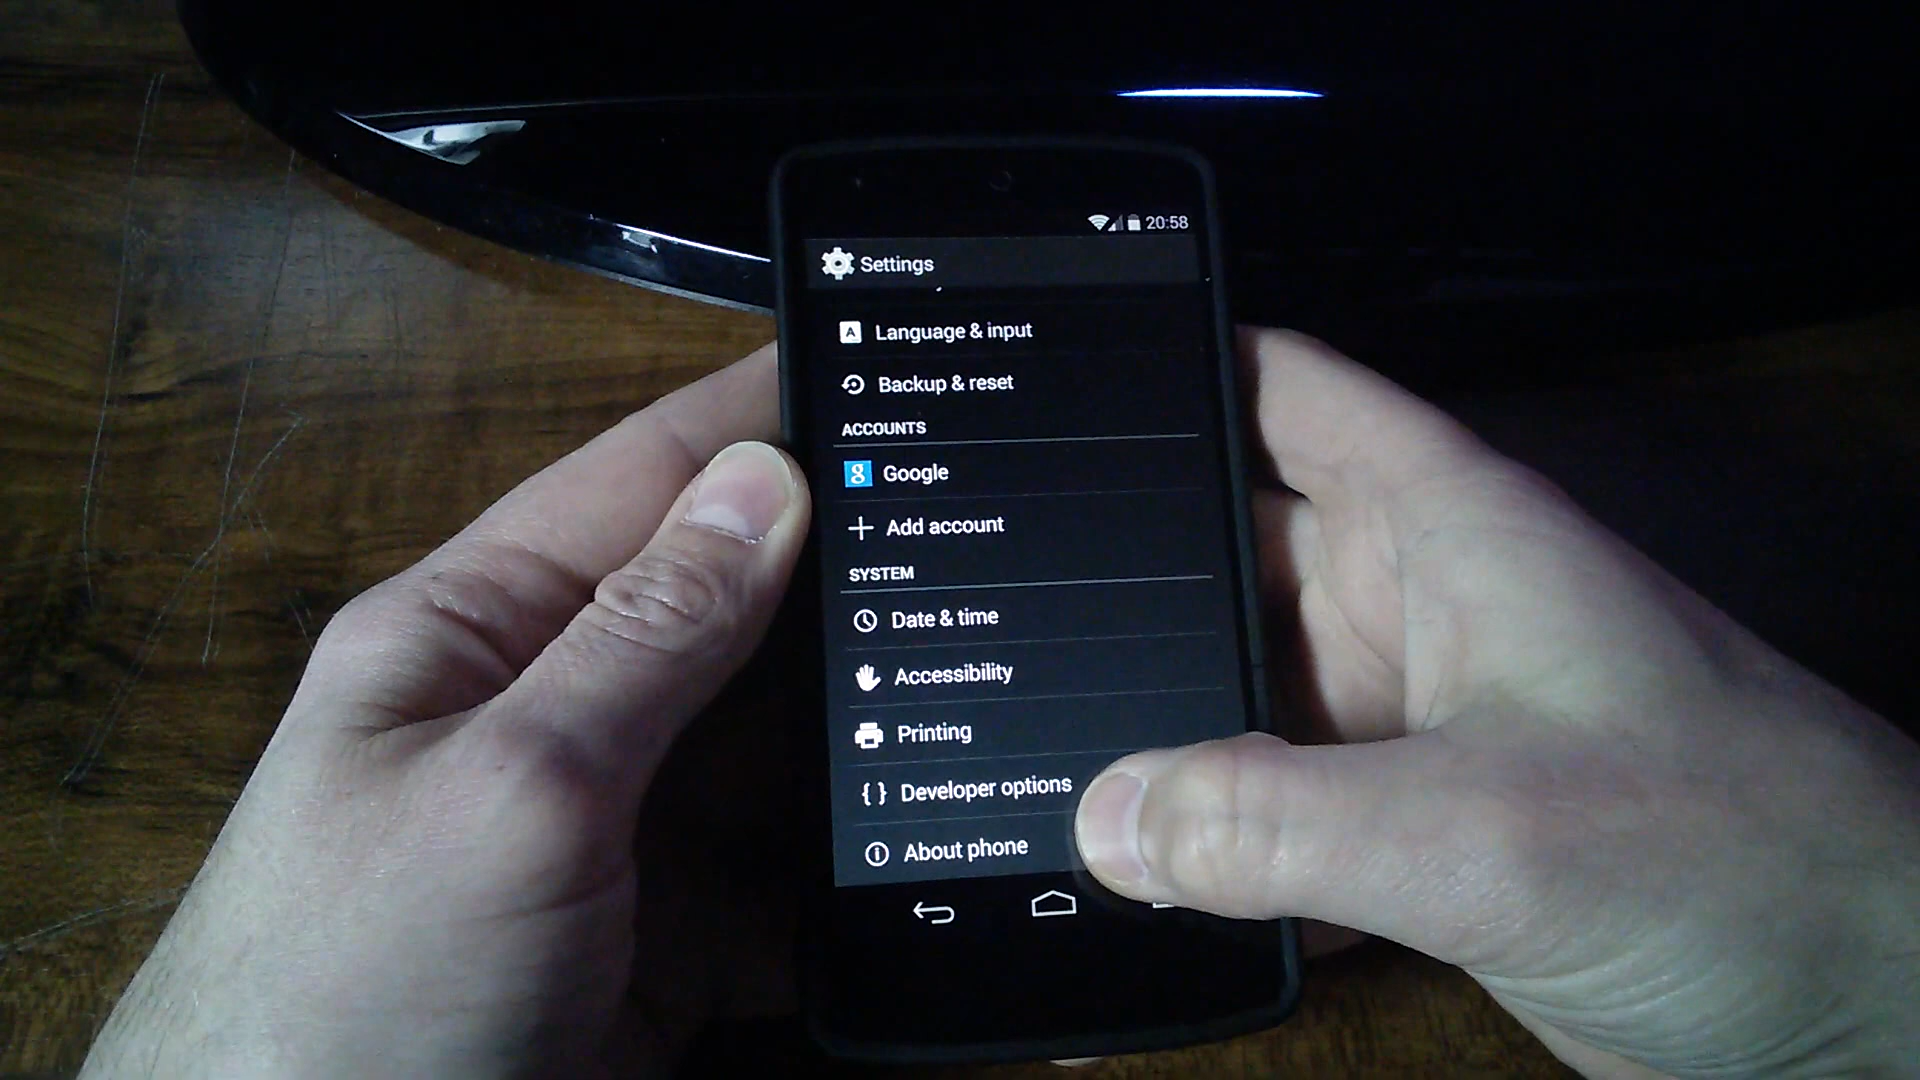 20:58
Settings
A Language & input
Backup & reset
ACCOUNTS
g Google
Add account
SYSTEM
Date & time
Accessibility
Printing
{ } Developer options
About phone